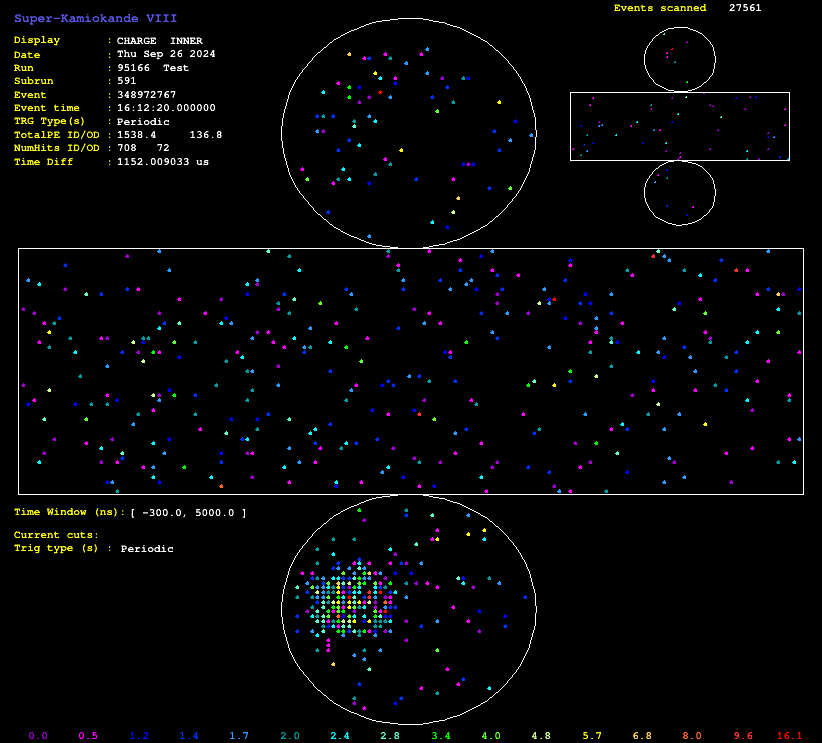 Events scanned 27561
Super-Kamiokande VIII
Display : CHARGE INNER
Date : Thu Sep 26 2024
Run : 95166 Test
Subrun : 591
Event : 348972767
Event time : 16:12:20.000000
TRG Type(s) : Periodic
TotalPE ID/OD : 1538.4 136.8
NumHits ID/OD : 708 72
Time Diff : 1152.009033 us
Time Window (ns): [ -300.0, 5000.0 ]
Current cuts:
Trig type (s) : Periodic
0.0 0.5 1.2 1.4 1.7 2.0 2.4 2.8 3.4 4.0 4.8 5.7 6.8 8.0 9.6 16.1